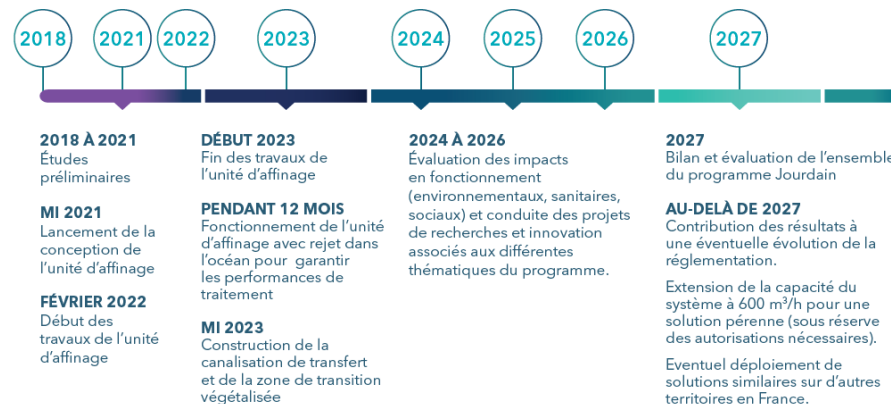 2018
2021
2022
2023
2024
2025
2026
2027
2018 À 2021
Études
préliminaires
MI 2021
Lancement de la
conception de
l'unité d'affinage
FÉVRIER 2022
Début des
travaux de l'unité
d'affinage
DÉBUT 2023
Fin des travaux de
l'unité d'affinage
PENDANT 12 MOIS
Fonctionnement de l'unité
d'affinage avec rejet dans
l'océan pour garantir
les performances de
traitement
MI 2023
Construction de la
canalisation de transfert
et de la zone de transition
végétalisée
2024 À 2026
Évaluation des impacts
en fonctionnement
(environnementaux, sanitaires,
sociaux) et conduite des projets
de recherches et innovation
associés aux différentes
thématiques du programme.
2027
Bilan et évaluation de l'ensemble
du programme Jourdain
AU-DELÀ DE 2027
Contribution des résultats à
une éventuelle évolution de la
réglementation.
Extension de la capacité du
système à 600 m³/h pour une
solution pérenne (sous réserve
des autorisations nécessaires).
Eventuel déploiement de
solutions similaires sur d'autres
territoires en France.